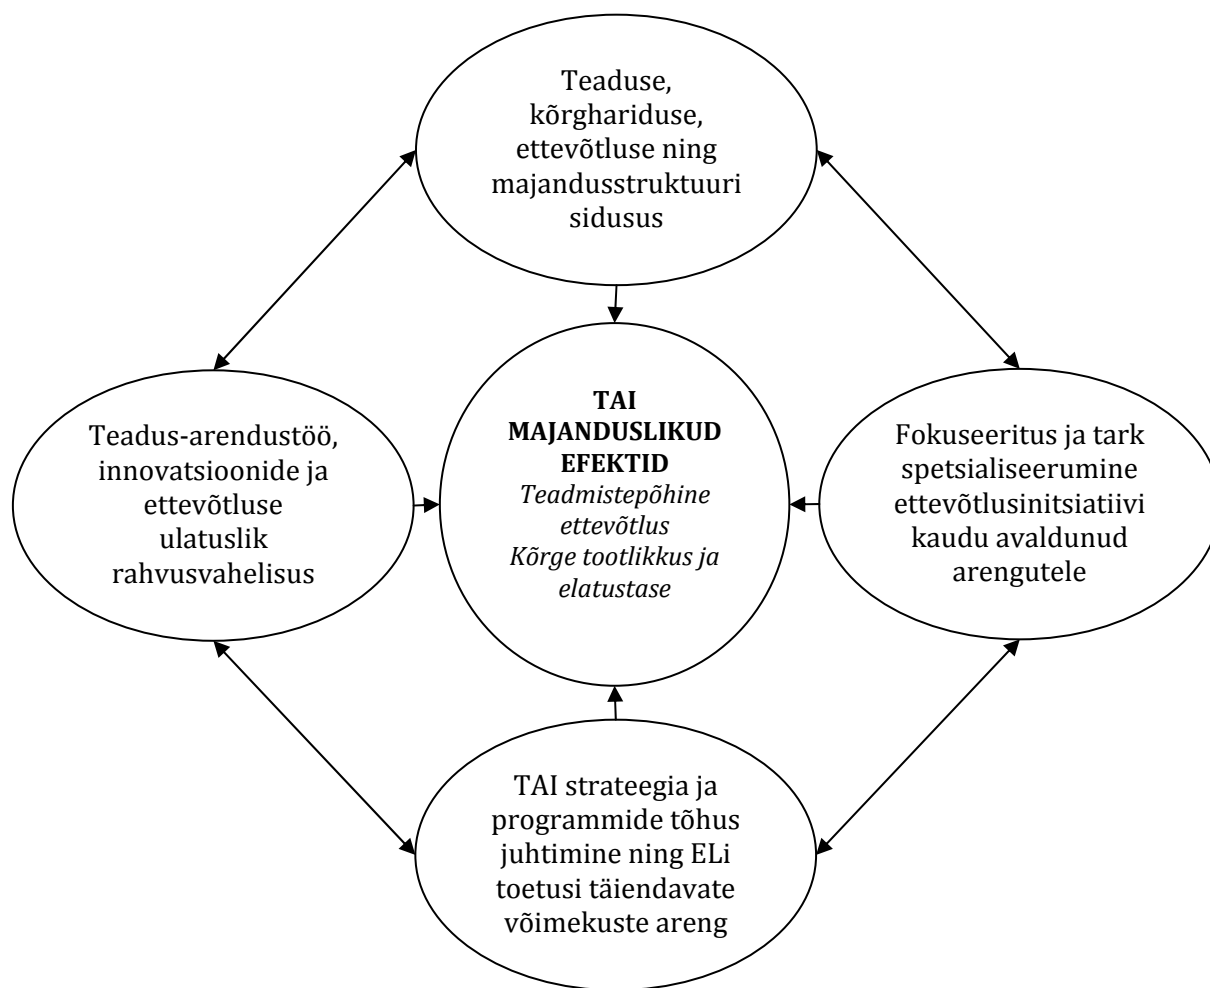 Teaduse,
kõrghariduse,
ettevõtluse ning
majandusstruktuuri
sidusus
TAI
MAJANDUSLIKUD
EFEKTID
Teadmistepõhine
ettevõtlus
Kõrge tootlikkus ja
elatustase
Teadus-arendustöö,
innovatsioonide ja
ettevõtluse
ulatuslik
rahvusvahelisus
Fokuseeritus ja tark
spetsialiseerumine
ettevõtlusinitsiatiivi
kaudu avaldunud
arengutele
TAI strateegia ja
programmide tõhus
juhtimine ning ELi
toetusi täiendavate
võimekuste areng